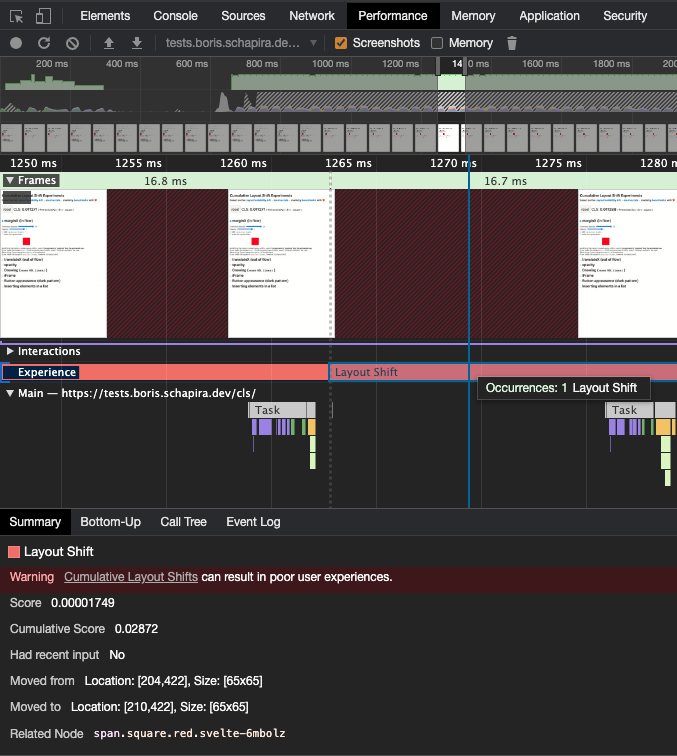 Elements Console Sources Network Performance Memory Application Security
tests.boris.schapira.de... Screenshots Memory
200 ms 400 ms 600 ms 800 ms 1000 ms 1200 ms 14 0 ms 1600 ms 1800 ms
1250 ms 1255 ms 1260 ms 1265 ms 1270 ms 1275 ms 1280 m
Frames 16.8 ms 16.7 ms
Cumulative Layout Shift Experiments
Interactions
Experience Layout Shift
Occurrences: 1 Layout Shift
Main — https://tests.boris.schapira.dev/cls/
Task Task
Summary Bottom-Up Call Tree Event Log
Layout Shift
Warning Cumulative Layout Shifts can result in poor user experiences.
Score 0.00001749
Cumulative Score 0.02872
Had recent input No
Moved from Location: [204,422], Size: [65x65]
Moved to Location: [210,422], Size: [65x65]
Related Node span.square.red.svelte-6mbolz